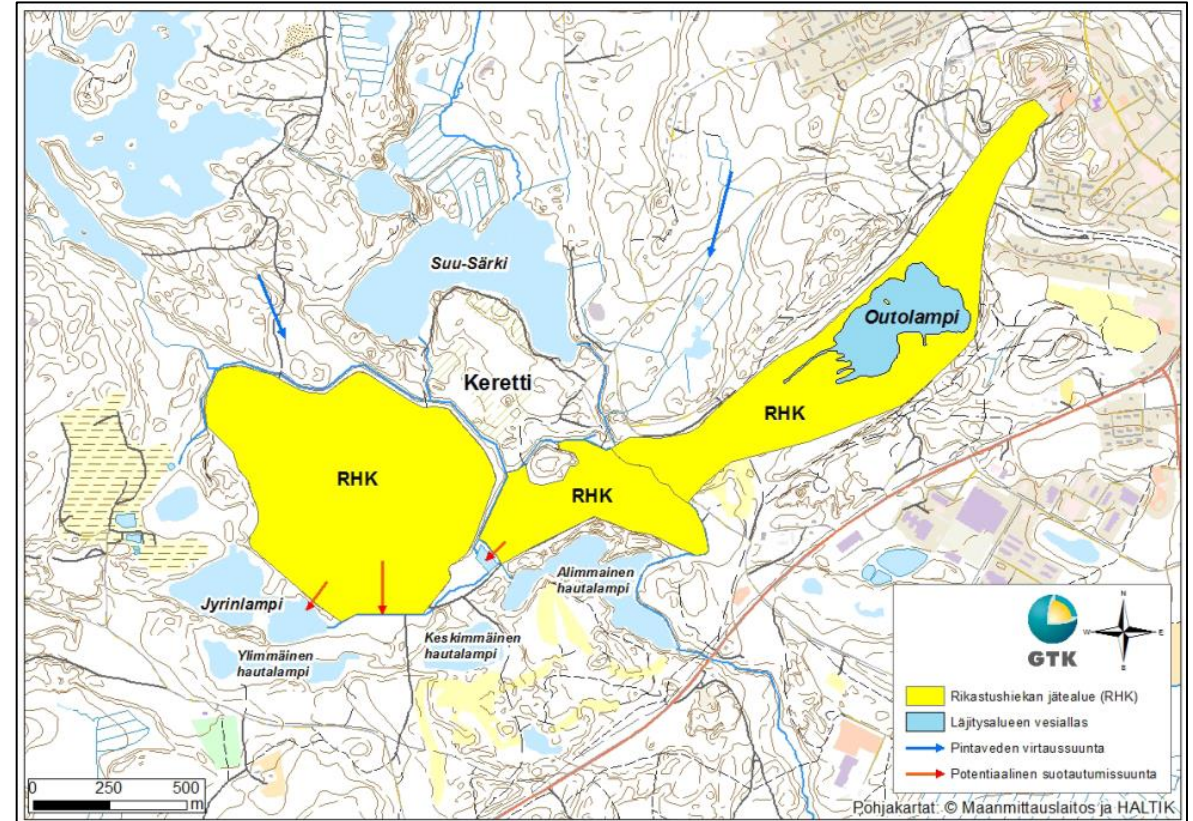 Suu-Särki
Outolampi
Keretti
RHK
RHK
RHK
Alimmainen
hautalampi
Jyrinlampi
Keskimmäinen
hautalampi
Ylimmäinen
hautalampi
N
W
E
S
GTK
Rikastushiekan jätealue (RHK)
Läjitysalueen vesiallas
Pintaveden virtaussuunta
Potentiaalinen suotautumissuunta
0 250 500
m
Pohjakartat: © Maanmittauslaitos ja HALTIK